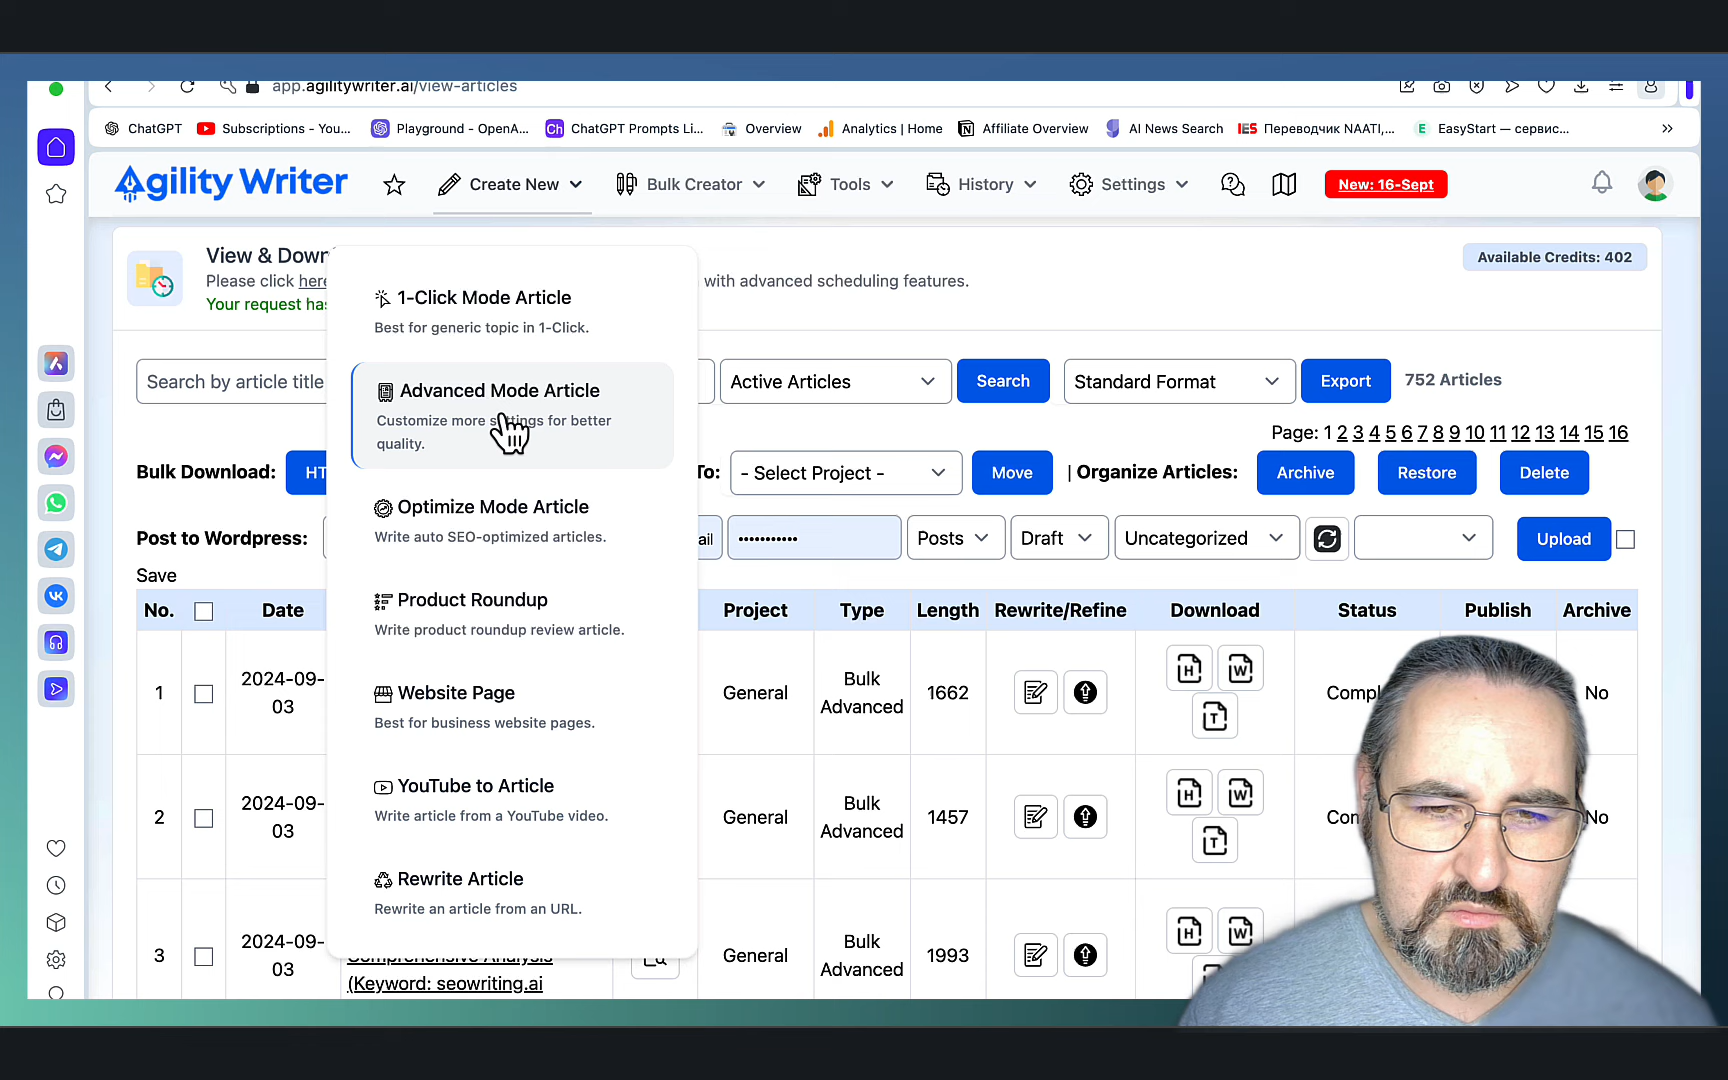 app.agilitywriter.ai/view-articles
ChatGPT
Subscriptions - You...
Playground - OpenA...
Ch
ChatGPT Prompts Li...
Overview
Analytics | Home
Affiliate Overview
AI News Search
IES
Переводчик NAATI,...
E
EasyStart — сервис...
Agility Writer
Create New
Bulk Creator
Tools
History
Settings
New: 16-Sept
Available Credits: 402
Please click here
with advanced scheduling features.
Your request has
1-Click Mode Article
Best for generic topic in 1-Click.
Advanced Mode Article
Customize more settings for better
quality.
Optimize Mode Article
Write auto SEO-optimized articles.
Product Roundup
Write product roundup review article.
Website Page
Best for business website pages.
YouTube to Article
Write article from a YouTube video.
Rewrite Article
Rewrite an article from an URL.
Search by article title
Active Articles
Search
Standard Format
Export
752 Articles
Page: 1 2 3 4 5 6 7 8 9 10 11 12 13 14 15 16
Bulk Download:
HT
To:
- Select Project -
Move
| Organize Articles:
Archive
Restore
Delete
Post to Wordpress:
ail
Posts
Draft
Uncategorized
Upload
Save
No. Date Project Type Length Rewrite/Refine Download Status Publish Archive
1 2024-09-03 General Bulk Advanced 1662 H W T Compl No
2 2024-09-03 General Bulk Advanced 1457 H W T Com No
3 2024-09-03 General Bulk Advanced 1993 H W T
Comprehensive Analysis
(Keyword: seowriting.ai